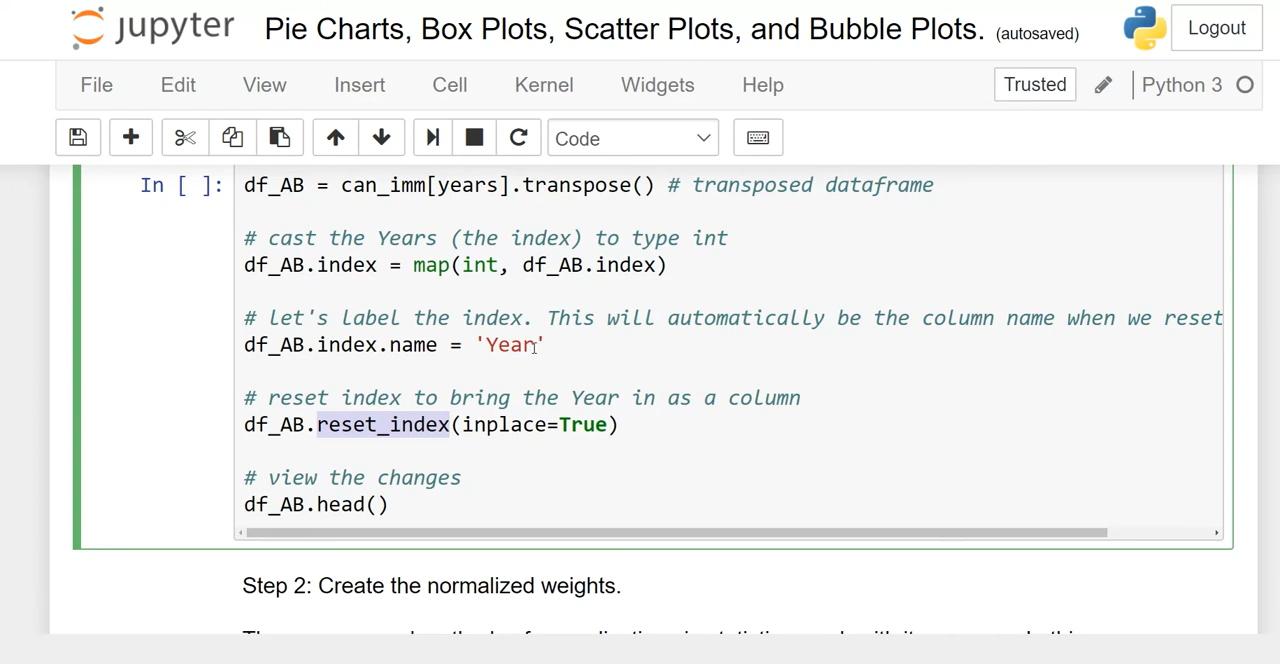 jupyter Pie Charts, Box Plots, Scatter Plots, and Bubble Plots. (autosaved) Logout
File Edit View Insert Cell Kernel Widgets Help Trusted Python 3
Code
In [ ]: df_AB = can_imm[years].transpose() # transposed dataframe
# cast the Years (the index) to type int
df_AB.index = map(int, df_AB.index)
# let's label the index. This will automatically be the column name when we reset
df_AB.index.name = 'Year'
# reset index to bring the Year in as a column
df_AB.reset_index(inplace=True)
# view the changes
df_AB.head()
Step 2: Create the normalized weights.